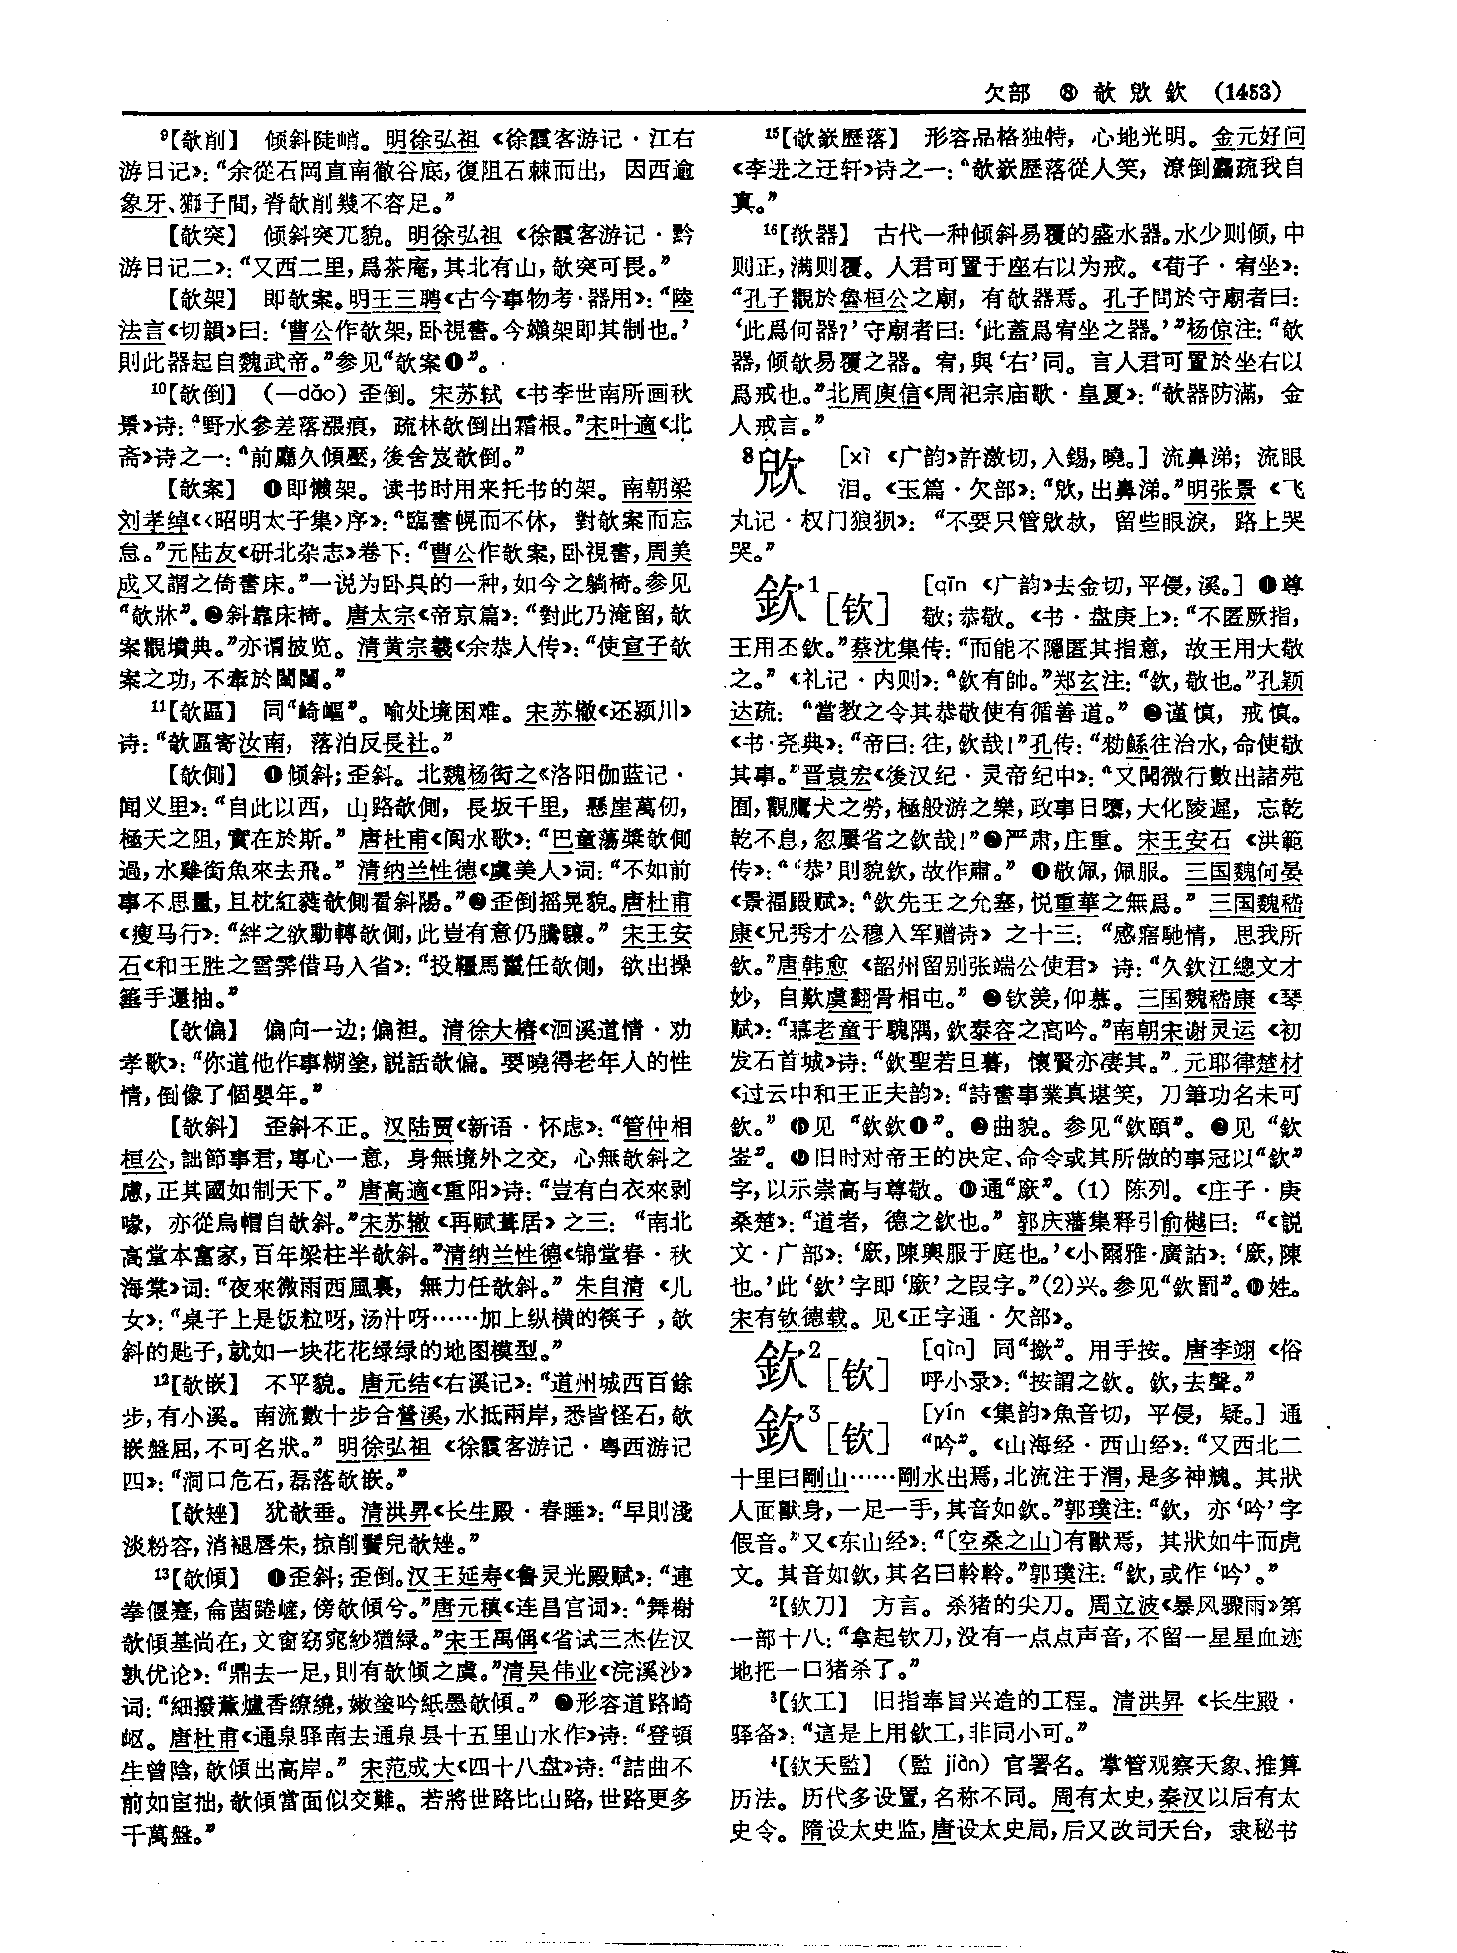 欠部　⑧　欹欰欽　(1453)
⁹【欹削】　倾斜陡峭。明徐弘祖《徐霞客游记·江右
游日记》：“余從石岡直南徹谷底，復阻石棘而出，因西逾
象牙、獅子間，脊欹削幾不容足。”
【欹突】　倾斜突兀貌。明徐弘祖《徐霞客游记·黔
游日记二》：“又西二里，爲茶庵，其北有山，欹突可畏。”
【欹架】　即欹案。明王三聘《古今事物考·器用》：“陸
法言《切韻》曰：‘曹公作欹架，卧視書。今嬾架即其制也。’
則此器起自魏武帝。”参见“欹案❶”。
¹⁰【欹倒】　（—dǎo）歪倒。宋苏轼《书李世南所画秋
景》诗：“野水参差落漲痕，疏林欹倒出霜根。”宋叶適《北
斋》诗之一：“前廳久傾壓，後舍岌欹倒。”
【欹案】　❶即懒架。读书时用来托书的架。南朝梁
刘孝绰《〈昭明太子集〉序》：“臨書幌而不休，對欹案而忘
怠。”元陆友《研北杂志》卷下：“曹公作欹案，卧視書，周美
成又謂之倚書床。”一说为卧具的一种，如今之躺椅。参见
“欹牀”。❷斜靠床椅。唐太宗《帝京篇》：“對此乃淹留，欹
案觀墳典。”亦谓披览。清黄宗羲《余恭人传》：“使宣子欹
案之功，不牽於閫闈。”
¹¹【欹區】　同“崎嶇”。喻处境困难。宋苏辙《还颍川》
诗：“欹區寄汝南，落泊反長社。”
【欹側】　❶倾斜；歪斜。北魏杨衒之《洛阳伽蓝记·
闻义里》：“自此以西，山路欹側，長坂千里，懸崖萬仞，
極天之阻，實在於斯。”唐杜甫《阆水歌》：“巴童蕩槳欹側
過，水雞銜魚來去飛。”清纳兰性德《虞美人》词：“不如前
事不思量，且枕紅蕤欹側看斜陽。”❷歪倒摇晃貌。唐杜甫
《瘦马行》：“絆之欲動轉欹側，此豈有意仍騰驤。”宋王安
石《和王胜之雪霁借马入省》：“投鞿馬䮫任欹側，欲出操
箠手還抽。”
【欹偏】　偏向一边；偏袒。清徐大椿《洄溪道情·劝
孝歌》：“你道他作事糊塗，説話欹偏。要曉得老年人的性
情，倒像了個嬰年。”
【欹斜】　歪斜不正。汉陆贾《新语·怀虑》：“管仲相
桓公，詘節事君，專心一意，身無境外之交，心無欹斜之
慮，正其國如制天下。”唐高適《重阳》诗：“豈有白衣來剥
啄，亦從烏帽自欹斜。”宋苏辙《再赋葺居》之三：“南北
高堂本富家，百年梁柱半欹斜。”清纳兰性德《锦堂春·秋
海棠》词：“夜來微雨西風裏，無力任欹斜。”朱自清《儿
女》：“桌子上是饭粒呀，汤汁呀……加上纵横的筷子，欹
斜的匙子，就如一块花花绿绿的地图模型。”
¹²【欹嵌】　不平貌。唐元结《右溪记》：“道州城西百餘
步，有小溪。南流數十步合營溪，水抵兩岸，悉皆怪石，欹
嵌盤屈，不可名狀。”明徐弘祖《徐霞客游记·粤西游记
四》：“洞口危石，磊落欹嵌。”
【欹矬】　犹欹垂。清洪昇《长生殿·春睡》：“早則淺
淡粉容，消褪唇朱，掠削鬢兒欹矬。”
¹³【欹傾】　❶歪斜；歪倒。汉王延寿《鲁灵光殿赋》：“連
拳偃蹇，侖菌踡嵼，傍欹傾兮。”唐元稹《连昌宫词》：“舞榭
欹傾基尚在，文窗窈窕紗猶緑。”宋王禹偁《省试三杰佐汉
孰优论》：“鼎去一足，則有欹傾之虞。”清吴伟业《浣溪沙》
词：“細撥薰爐香繚繞，嫩塗吟紙墨欹傾。”❷形容道路崎
岖。唐杜甫《通泉驿南去通泉县十五里山水作》诗：“登頓
生曾陰，欹傾出高岸。”宋范成大《四十八盘》诗：“詰曲不
前如宦拙，欹傾當面似交難。若將世路比山路，世路更多
千萬盤。”
¹⁵【欹嶔歷落】　形容品格独特，心地光明。金元好问
《李进之迂轩》诗之一：“欹嶔歷落從人笑，潦倒麤疏我自
真。”
¹⁶【欹器】　古代一种倾斜易覆的盛水器。水少则倾，中
则正，满则覆。人君可置于座右以为戒。《荀子·宥坐》：
“孔子觀於魯桓公之廟，有欹器焉。孔子問於守廟者曰：
‘此爲何器？’守廟者曰：‘此蓋爲宥坐之器。’”杨倞注：“欹
器，傾欹易覆之器。宥，與‘右’同。言人君可置於坐右以
爲戒也。”北周庾信《周祀宗庙歌·皇夏》：“欹器防滿，金
人戒言。”
⁸欰　[xì《广韵》許激切，入錫，曉。]　流鼻涕；流眼
泪。《玉篇·欠部》：“欰，出鼻涕。”明张景《飞
丸记·权门狼狈》：“不要只管欰欰，留些眼淚，路上哭
哭。”
欽¹[钦]　[qīn《广韵》去金切，平侵，溪。]　❶尊
敬；恭敬。《书·盘庚上》：“不匿厥指，
王用丕欽。”蔡沈集传：“而能不隱匿其指意，故王用大敬
之。”《礼记·内则》：“欽有帥。”郑玄注：“欽，敬也。”孔颖
达疏：“當教之令其恭敬使有循善道。”❷谨慎，戒慎。
《书·尧典》：“帝曰：往，欽哉！”孔传：“勑鯀往治水，命使敬
其事。”晋袁宏《後汉纪·灵帝纪中》：“又聞微行數出諸苑
囿，觀鷹犬之勞，極般游之樂，政事日墮，大化陵遲，忘乾
乾不息，忽屢省之欽哉！”❸严肃，庄重。宋王安石《洪範
传》：“‘恭’則貌欽，故作肅。”❹敬佩，佩服。三国魏何晏
《景福殿赋》：“欽先王之允塞，悦重華之無爲。”三国魏嵇
康《兄秀才公穆入军赠诗》之十三：“感寤馳情，思我所
欽。”唐韩愈《韶州留别张端公使君》诗：“久欽江總文才
妙，自歎虞翻骨相屯。”❺钦羡，仰慕。三国魏嵇康《琴
赋》：“慕老童于騩隅，欽泰容之高吟。”南朝宋谢灵运《初
发石首城》诗：“欽聖若旦暮，懷賢亦凄其。”元耶律楚材
《过云中和王正夫韵》：“詩書事業真堪笑，刀筆功名未可
欽。”❻见“欽欽❶”。❼曲貌。参见“欽頤”。❽见“欽
崟”。❾旧时对帝王的决定、命令或其所做的事冠以“欽”
字，以示崇高与尊敬。❿通“廞”。（1）陈列。《庄子·庚
桑楚》：“道者，德之欽也。”郭庆藩集释引俞樾曰：“《説
文·广部》：‘廞，陳輿服于庭也。’《小爾雅·廣詁》：‘廞，陳
也。’此‘欽’字即‘廞’之叚字。”（2）兴。参见“欽罰”。⓫姓。
宋有钦德载。见《正字通·欠部》。
欽²[钦]　[qìn]　同“撳”。用手按。唐李翊《俗
呼小录》：“按謂之欽。欽，去聲。”
欽³[钦]　[yín《集韵》魚音切，平侵，疑。]　通
“吟”。《山海经·西山经》：“又西北二
十里曰剛山……剛水出焉，北流注于渭，是多神𩳁。其狀
人面獸身，一足一手，其音如欽。”郭璞注：“欽，亦‘吟’字
假音。”又《东山经》：“〔空桑之山〕有獸焉，其狀如牛而虎
文。其音如欽，其名曰軨軨。”郭璞注：“欽，或作‘吟’。”
²【欽刀】　方言。杀猪的尖刀。周立波《暴风骤雨》第
一部十八：“拿起钦刀，没有一点点声音，不留一星星血迹
地把一口猪杀了。”
³【欽工】　旧指奉旨兴造的工程。清洪昇《长生殿·
驿备》：“這是上用欽工，非同小可。”
⁴【欽天監】　（監 jiàn）官署名。掌管观察天象、推算
历法。历代多设置，名称不同。周有太史，秦汉以后有太
史令。隋设太史监，唐设太史局，后又改司天台，隶秘书